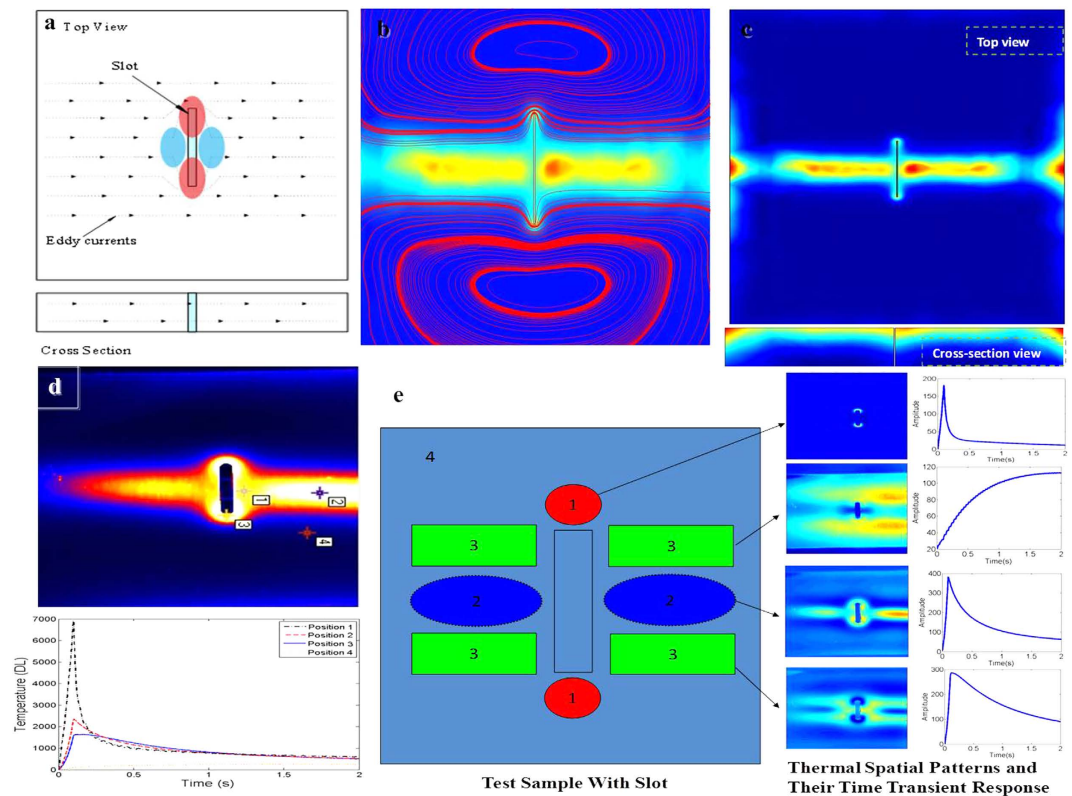 a
Top View
Slot
Eddy currents
Cross Section
b
c
Top view
Cross-section view
d
1
2
3
4
7000
6000
5000
4000
3000
2000
1000
0
Temperature (DL)
0
0.5
1
1.5
2
Time (s)
Position 1
Position 2
Position 3
Position 4
e
4
1
3
3
2
2
3
3
1
Test Sample With Slot
200
150
100
50
0
Amplitude
0
0.5
1
1.5
2
Time(s)
120
100
80
60
40
20
Amplitude
0
0.5
1
1.5
2
Time(s)
400
300
200
100
0
Amplitude
0
0.5
1
1.5
2
Time(s)
300
200
100
0
Amplitude
0
0.5
1
1.5
2
Time(s)
Thermal Spatial Patterns and
Their Time Transient Response